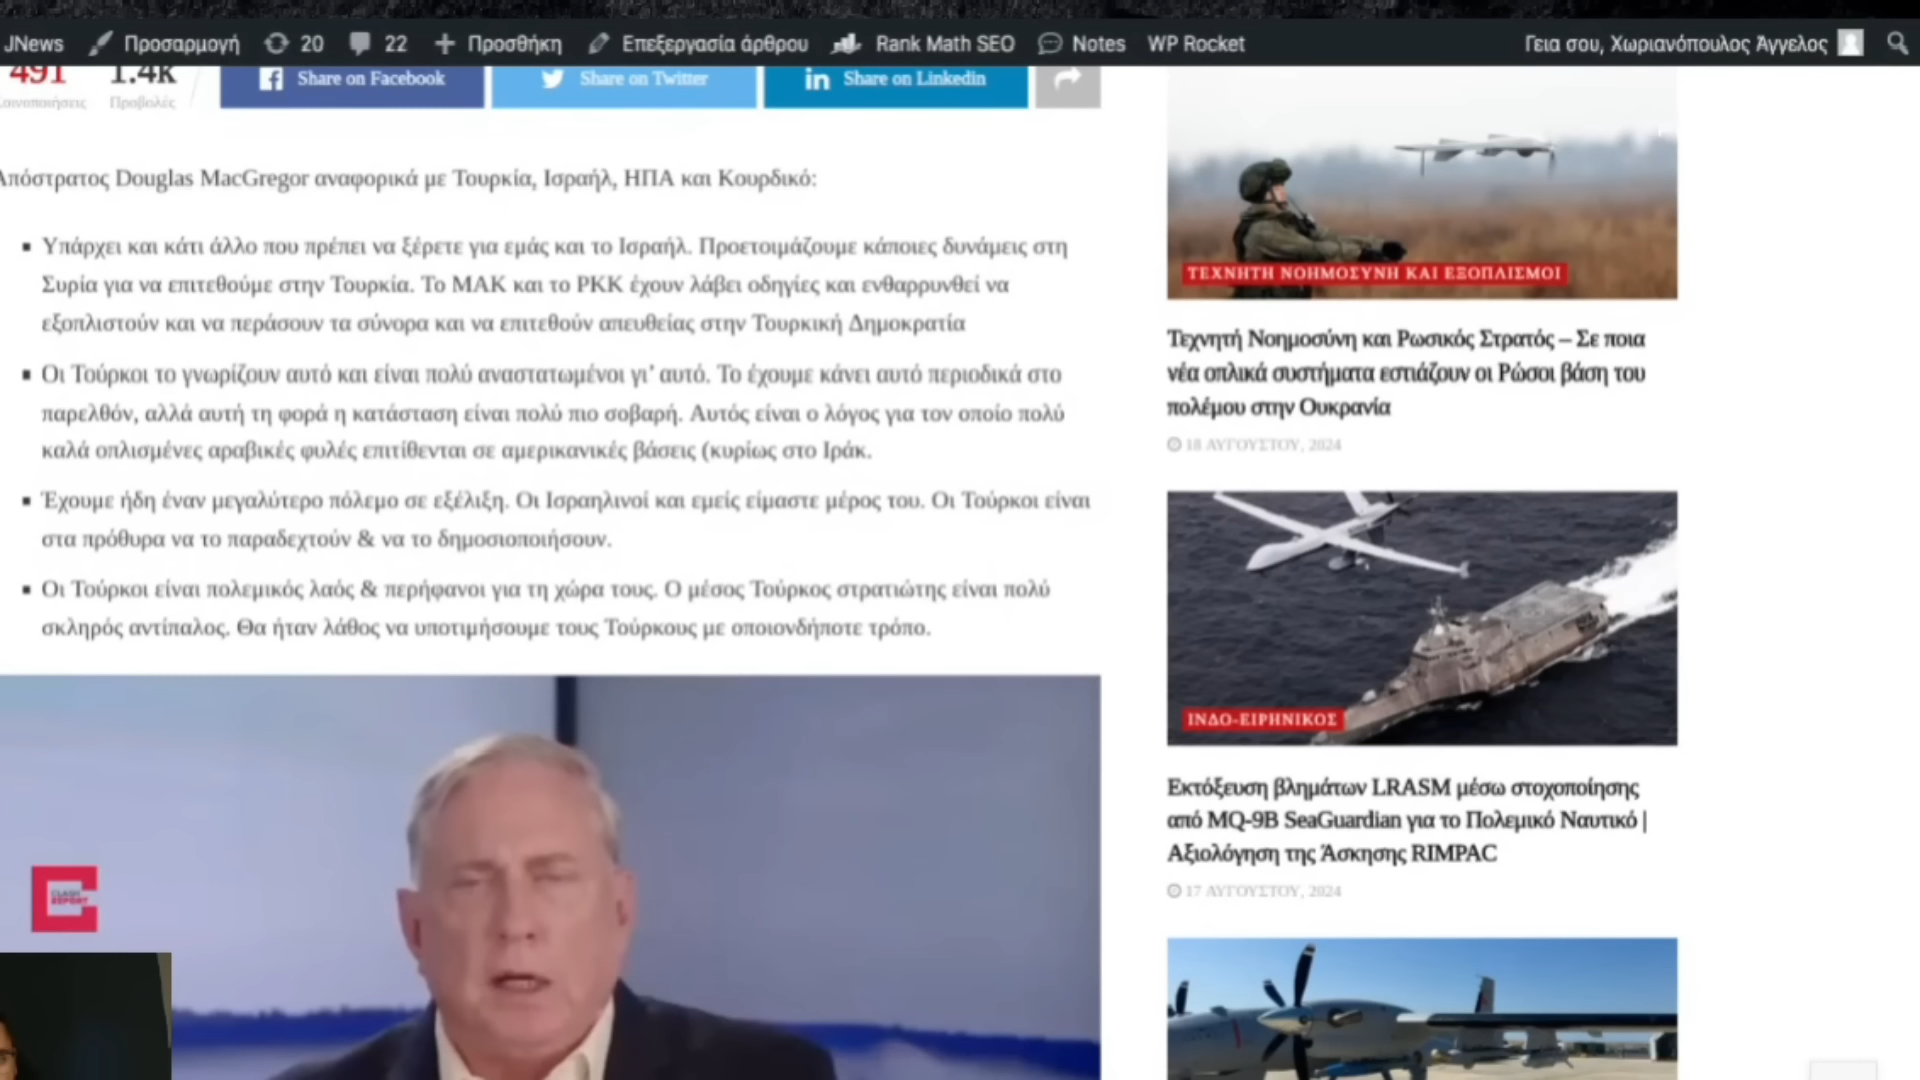 JNews Προσαρμογή 20 22 Προσθήκη Επεξεργασία άρθρου Rank Math SEO Notes WP Rocket Γεια σου, Χωριανόπουλος Άγγελος
491 1.4k Share on Facebook Share on Twitter Share on Linkedin
Προβολές
Απόστρατος Douglas MacGregor αναφορικά με Τουρκία, Ισραήλ, ΗΠΑ και Κουρδικό:
Υπάρχει και κάτι άλλο που πρέπει να ξέρετε για εμάς και το Ισραήλ. Προετοιμάζουμε κάποιες δυνάμεις στη
Συρία για να επιτεθούμε στην Τουρκία. Το ΜΑΚ και το PKK έχουν λάβει οδηγίες και ενθαρρυνθεί να
εξοπλιστούν και να περάσουν τα σύνορα και να επιτεθούν απευθείας στην Τουρκική Δημοκρατία
Οι Τούρκοι το γνωρίζουν αυτό και είναι πολύ αναστατωμένοι γι’ αυτό. Το έχουμε κάνει αυτό περιοδικά στο
παρελθόν, αλλά αυτή τη φορά η κατάσταση είναι πολύ πιο σοβαρή. Αυτός είναι ο λόγος για τον οποίο πολύ
καλά οπλισμένες αραβικές φυλές επιτίθενται σε αμερικανικές βάσεις (κυρίως στο Ιράκ.
Έχουμε ήδη έναν μεγαλύτερο πόλεμο σε εξέλιξη. Οι Ισραηλινοί και εμείς είμαστε μέρος του. Οι Τούρκοι είναι
στα πρόθυρα να το παραδεχτούν & να το δημοσιοποιήσουν.
Οι Τούρκοι είναι πολεμικός λαός & περήφανοι για τη χώρα τους. Ο μέσος Τούρκος στρατιώτης είναι πολύ
σκληρός αντίπαλος. Θα ήταν λάθος να υποτιμήσουμε τους Τούρκους με οποιονδήποτε τρόπο.
CLASH
REPORT
ΤΕΧΝΗΤΗ ΝΟΗΜΟΣΥΝΗ ΚΑΙ ΕΞΟΠΛΙΣΜΟΙ
Τεχνητή Νοημοσύνη και Ρωσικός Στρατός – Σε ποια
νέα οπλικά συστήματα εστιάζουν οι Ρώσοι βάση του
πολέμου στην Ουκρανία
18 ΑΥΓΟΥΣΤΟΥ, 2024
ΙΝΔΟ-ΕΙΡΗΝΙΚΟΣ
Εκτόξευση βλημάτων LRASM μέσω στοχοποίησης
από MQ-9B SeaGuardian για το Πολεμικό Ναυτικό |
Αξιολόγηση της Άσκησης RIMPAC
17 ΑΥΓΟΥΣΤΟΥ, 2024